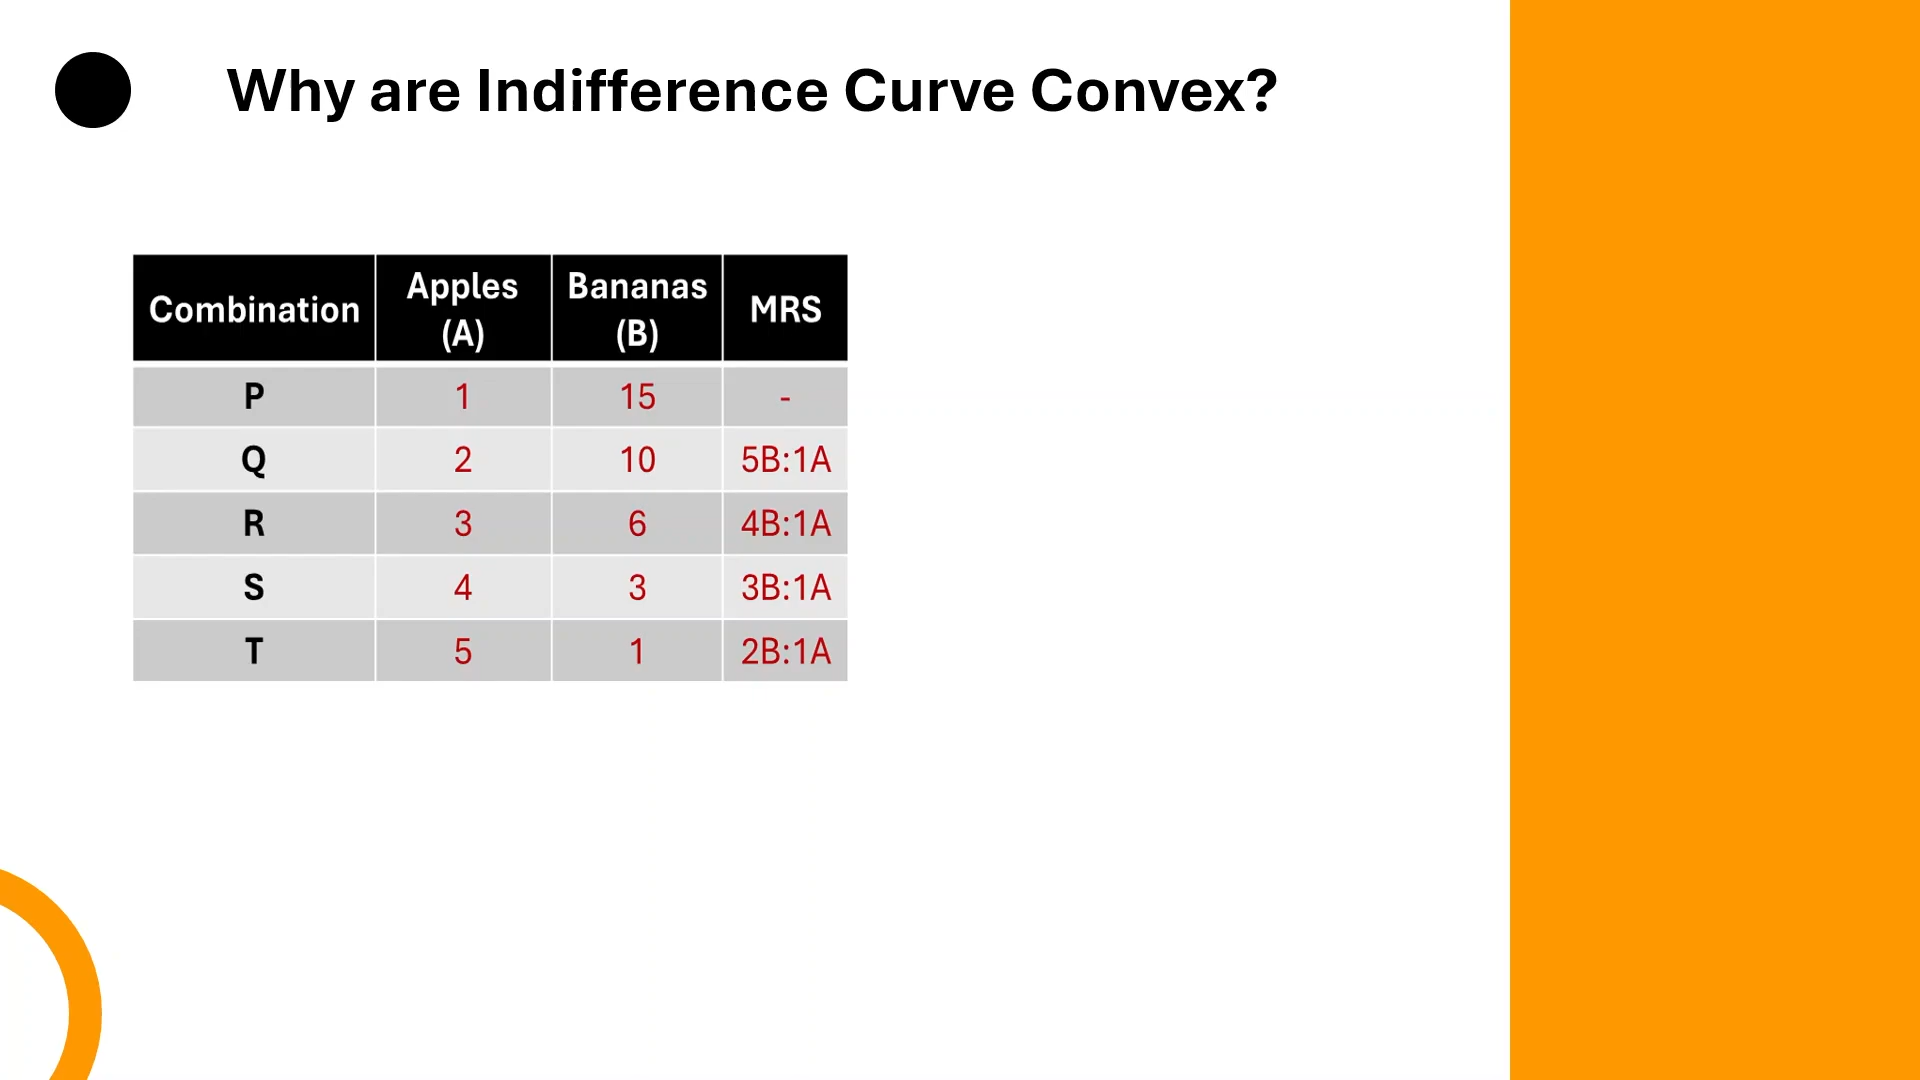 Why are Indifference Curve Convex?
Combination Apples (A) Bananas (B) MRS
P 1 15 -
Q 2 10 5B:1A
R 3 6 4B:1A
S 4 3 3B:1A
T 5 1 2B:1A